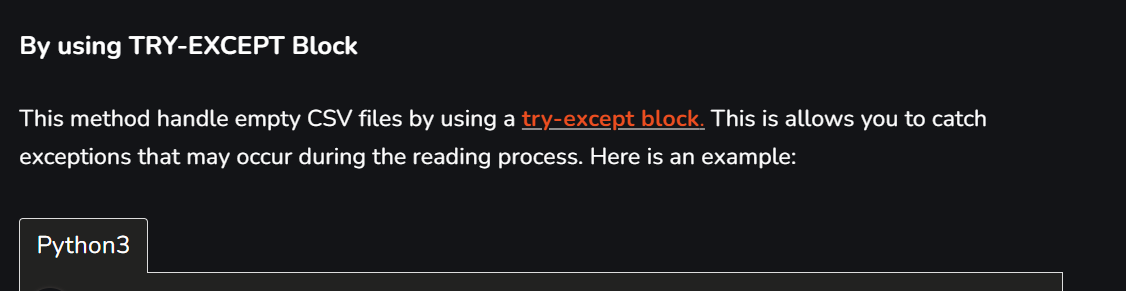 By using TRY-EXCEPT Block
This method handle empty CSV files by using a try-except block. This is allows you to catch
exceptions that may occur during the reading process. Here is an example:
Python3